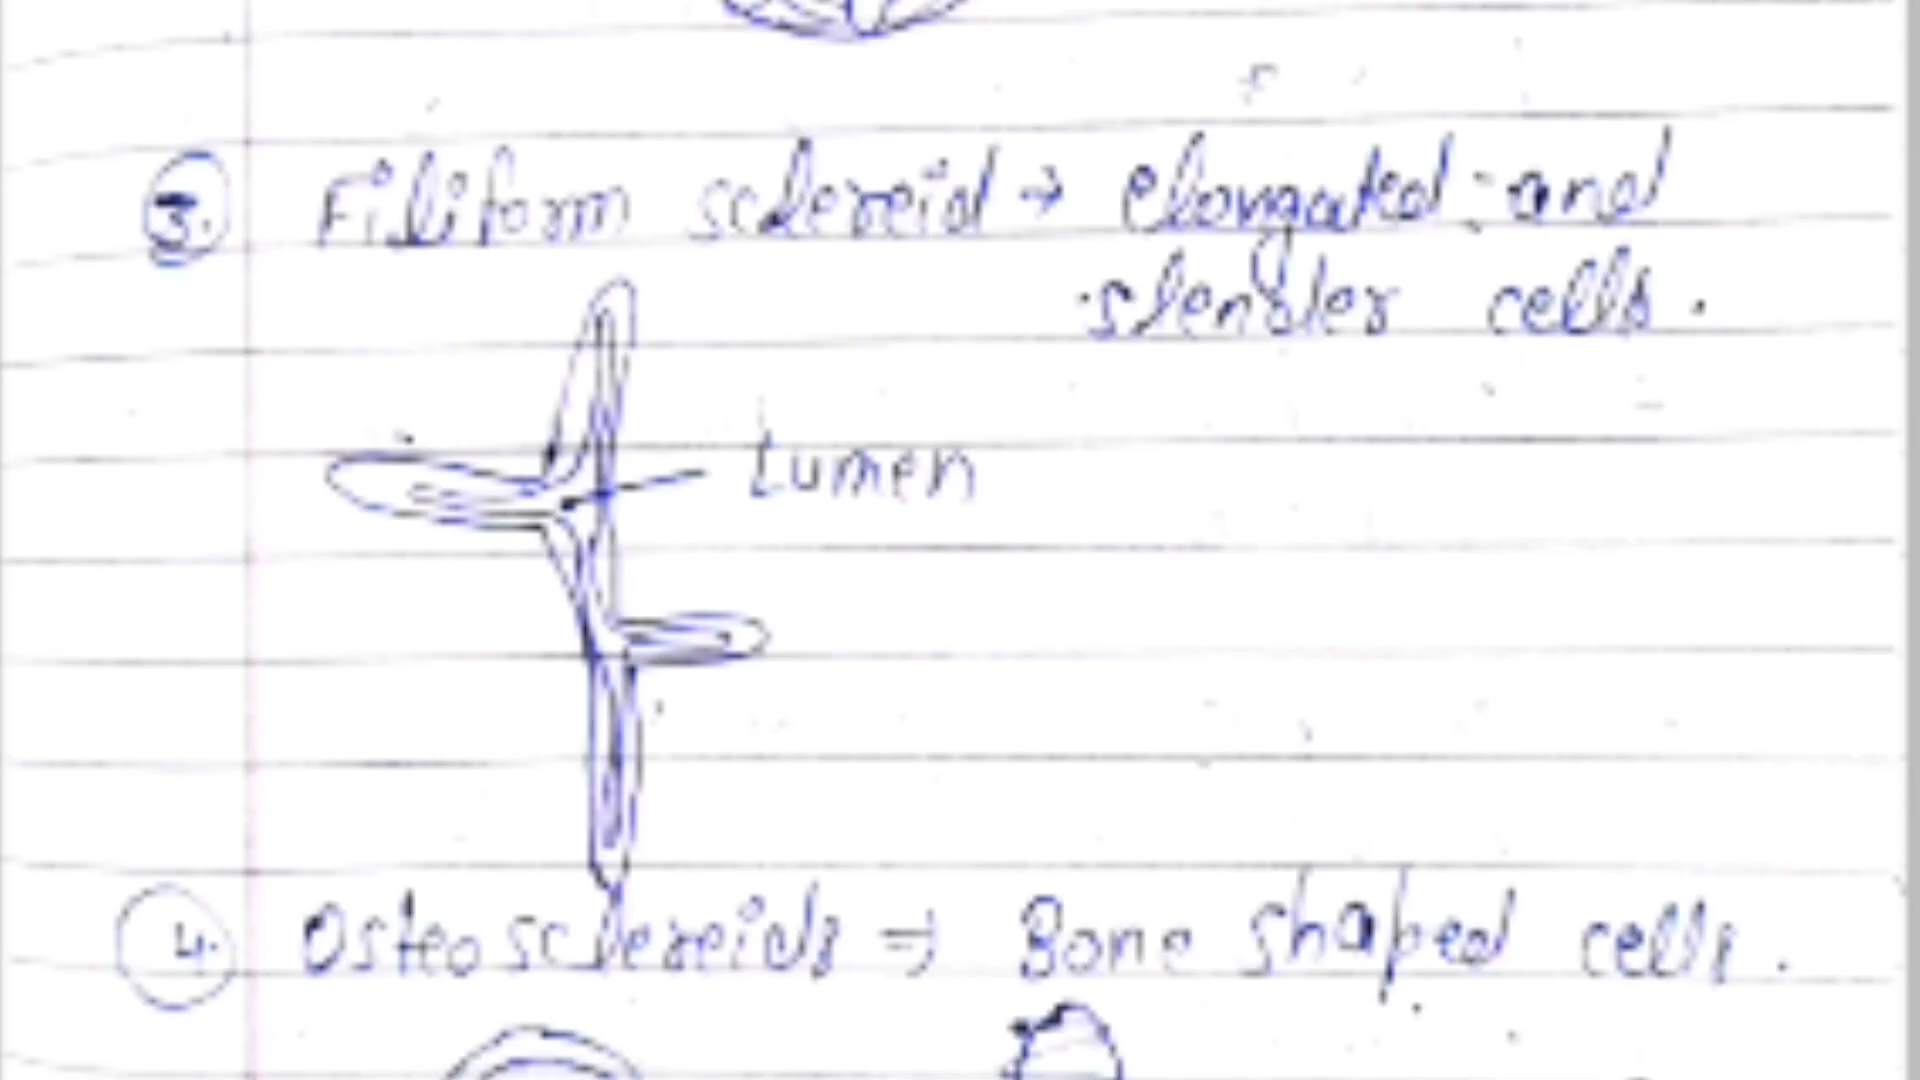 3. Filiform sclereid → elongated and
slender cells.
Lumen
4. Osteosclereids → Bone shaped cells.